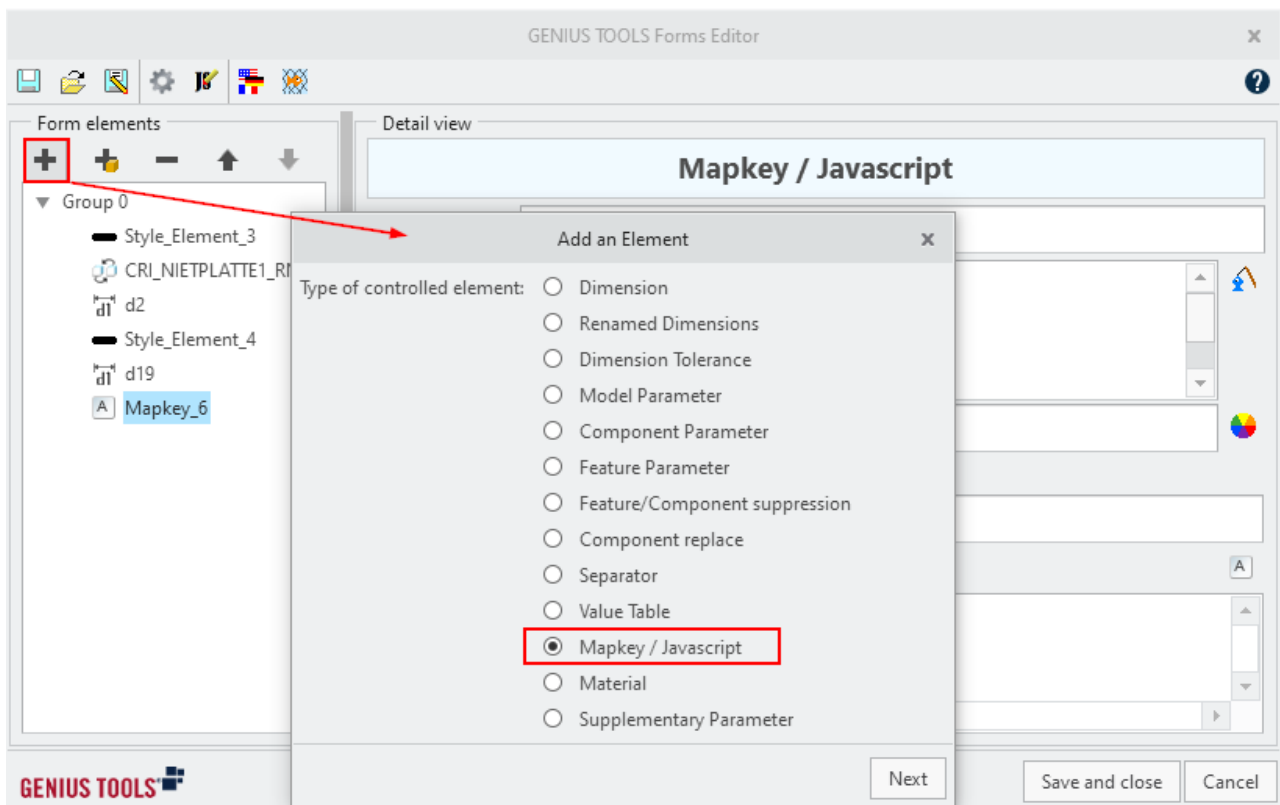 GENIUS TOOLS Forms Editor
Form elements
Detail view
Mapkey / Javascript
Group 0
Style_Element_3
CRI_NIETPLATTE1_RN
d2
Style_Element_4
d19
Mapkey_6
Add an Element
Type of controlled element:
Dimension
Renamed Dimensions
Dimension Tolerance
Model Parameter
Component Parameter
Feature Parameter
Feature/Component suppression
Component replace
Separator
Value Table
Mapkey / Javascript
Material
Supplementary Parameter
Next
GENIUS TOOLS
Save and close
Cancel